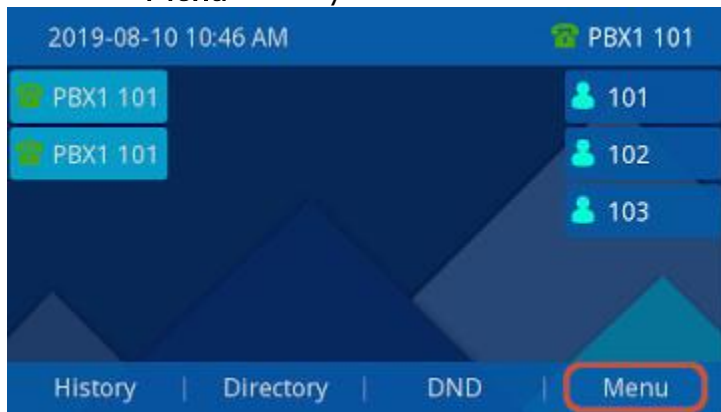 2019-08-10 10:46 AM PBX1 101
PBX1 101 101
PBX1 101 102
103
History | Directory | DND | Menu